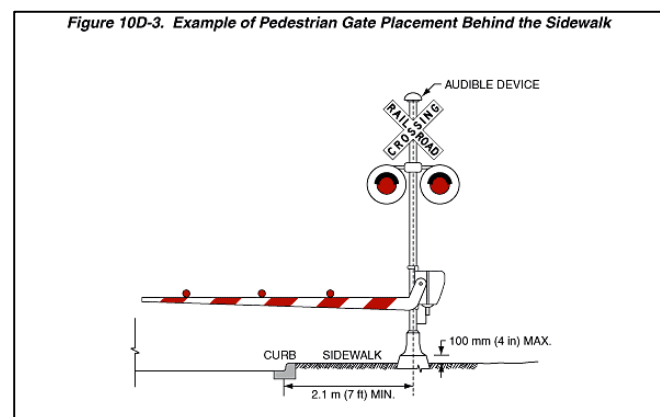 Figure 10D-3. Example of Pedestrian Gate Placement Behind the Sidewalk
AUDIBLE DEVICE
RAILROAD
CROSSING
100 mm (4 in) MAX.
CURB SIDEWALK
2.1 m (7 ft) MIN.